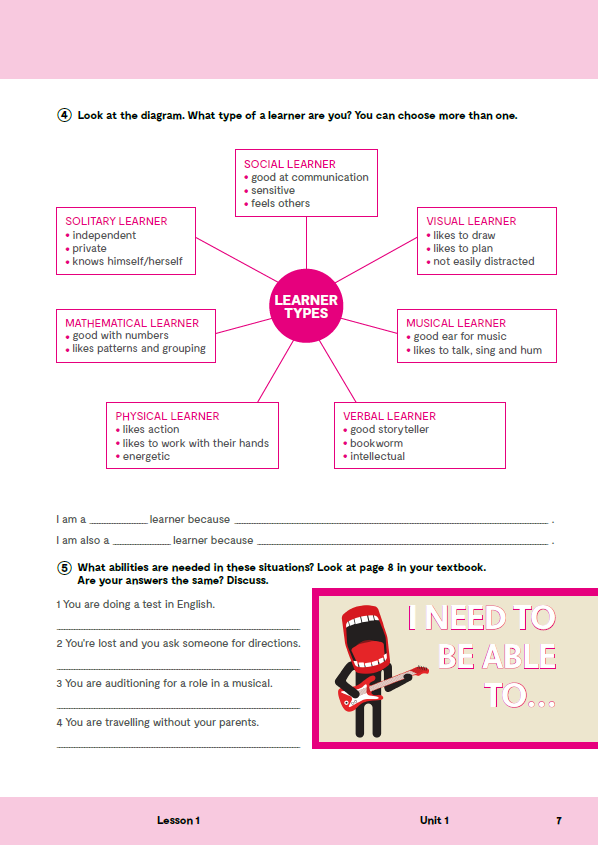 4 Look at the diagram. What type of a learner are you? You can choose more than one.
SOCIAL LEARNER
• good at communication
• sensitive
• feels others
SOLITARY LEARNER
• independent
• private
• knows himself/herself
VISUAL LEARNER
• likes to draw
• likes to plan
• not easily distracted
LEARNER
TYPES
MATHEMATICAL LEARNER
• good with numbers
• likes patterns and grouping
MUSICAL LEARNER
• good ear for music
• likes to talk, sing and hum
PHYSICAL LEARNER
• likes action
• likes to work with their hands
• energetic
VERBAL LEARNER
• good storyteller
• bookworm
• intellectual
I am a __________ learner because ______________________________ .
I am also a __________ learner because ______________________________ .
5 What abilities are needed in these situations? Look at page 8 in your textbook.
Are your answers the same? Discuss.
1 You are doing a test in English.
2 You're lost and you ask someone for directions.
3 You are auditioning for a role in a musical.
4 You are travelling without your parents.
I NEED TO
BE ABLE
TO...
Lesson 1 Unit 1 7